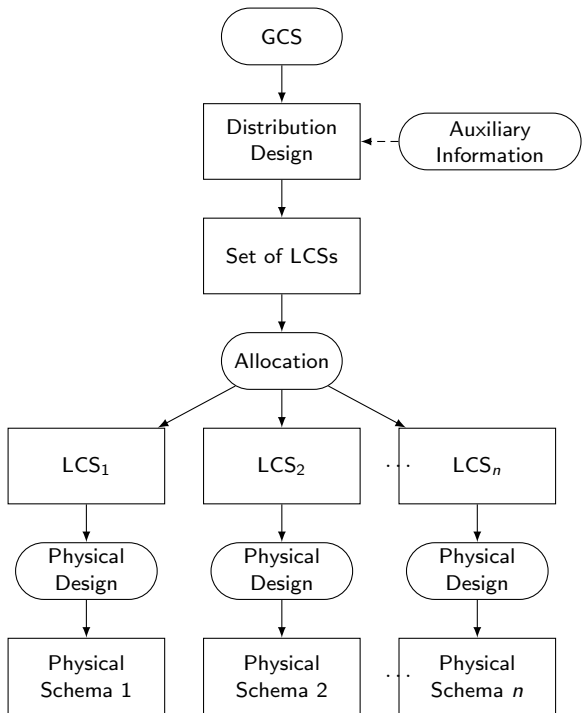 GCS
Distribution
Design
Auxiliary
Information
Set of LCSs
Allocation
LCS₁
LCS₂
...
LCSₙ
Physical
Design
Physical
Design
Physical
Design
Physical
Schema 1
Physical
Schema 2
...
Physical
Schema n